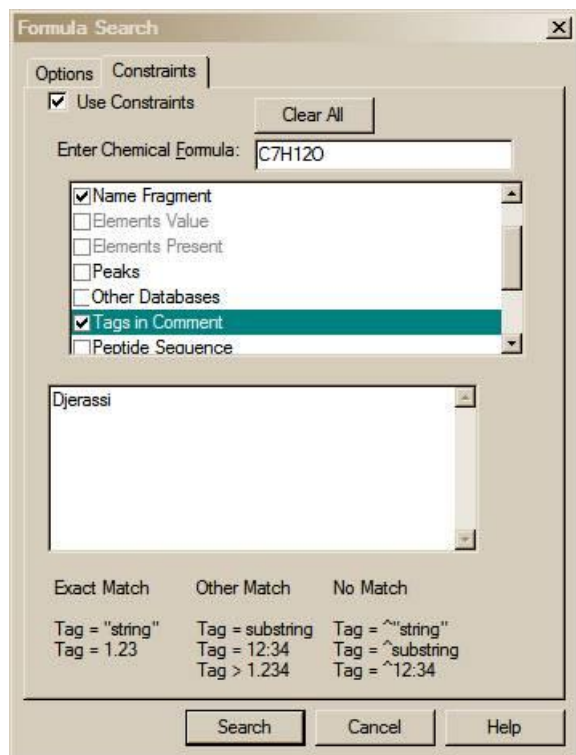 Formula Search
Options Constraints
Use Constraints
Clear All
Enter Chemical Formula: C7H12O
Name Fragment
Elements Value
Elements Present
Peaks
Other Databases
Tags in Comment
Peptide Sequence
Djerassi
Exact Match Other Match No Match
Tag = "string" Tag = substring Tag = ^"string"
Tag = 1.23 Tag = 12:34 Tag = ^substring
Tag > 1.234 Tag = ^12:34
Search Cancel Help